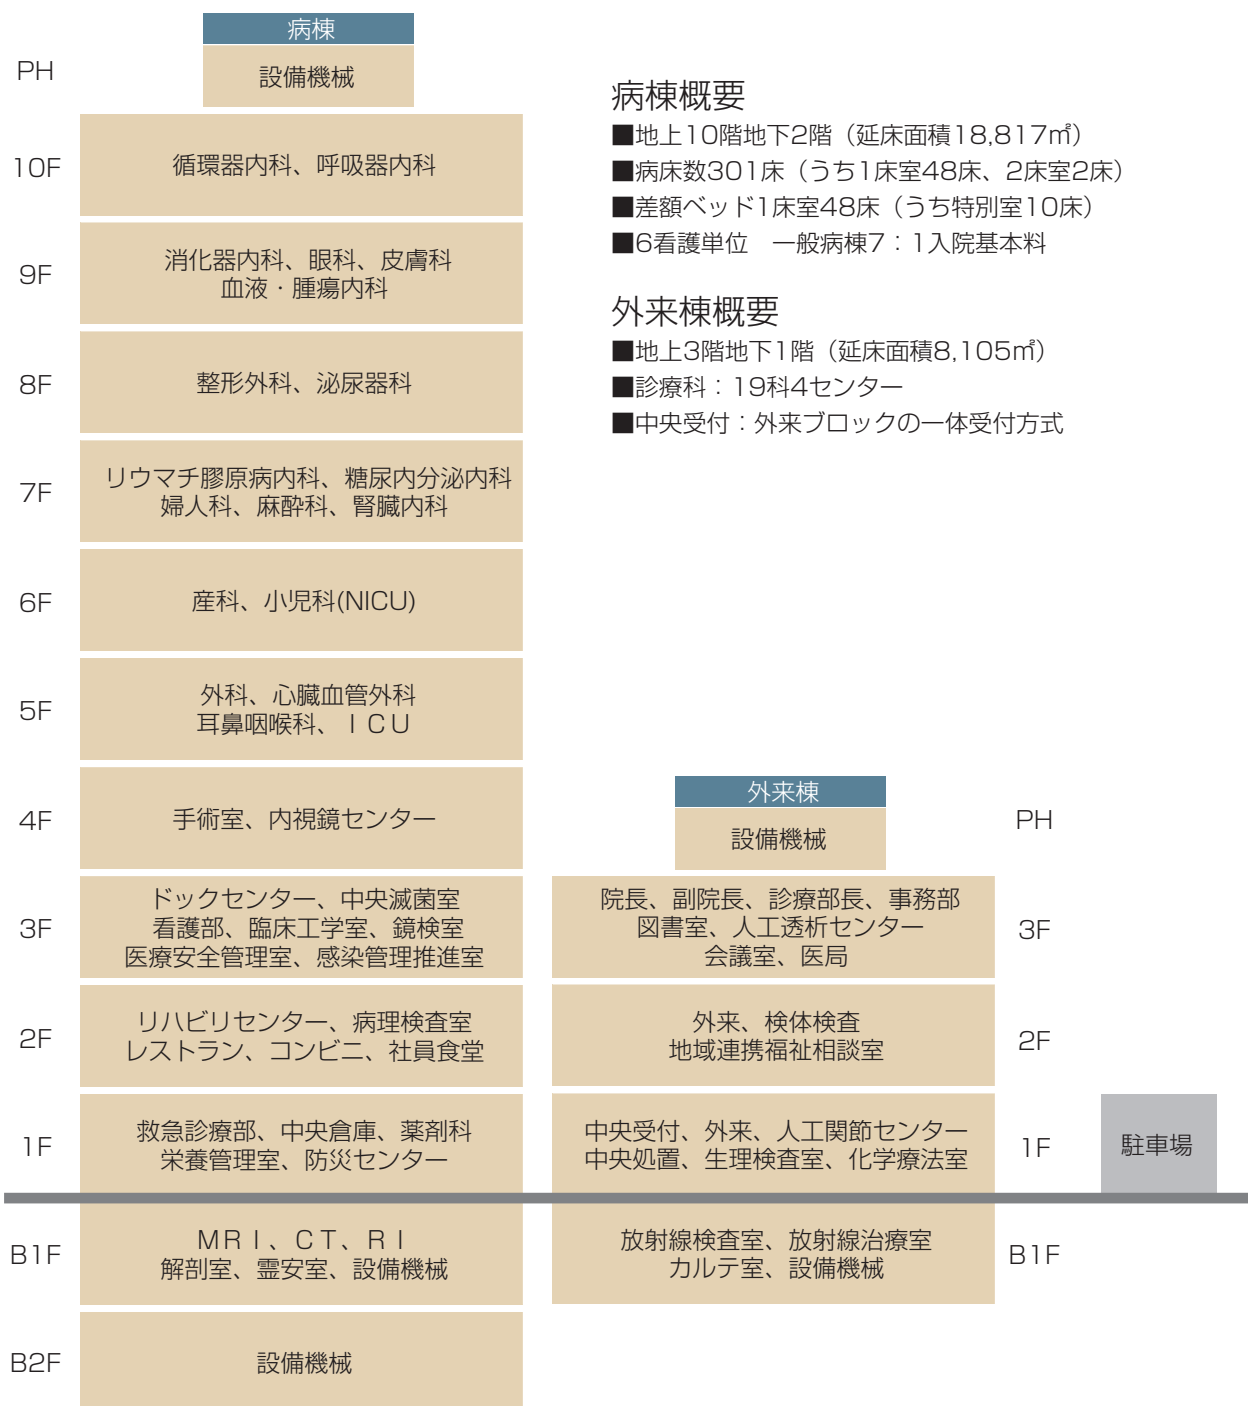 病棟
PH
設備機械
10F
循環器内科、呼吸器内科
9F
消化器内科、眼科、皮膚科
血液・腫瘍内科
8F
整形外科、泌尿器科
7F
リウマチ膠原病内科、糖尿内分泌内科
婦人科、麻酔科、腎臓内科
6F
産科、小児科(NICU)
5F
外科、心臓血管外科
耳鼻咽喉科、ＩＣＵ
4F
手術室、内視鏡センター
3F
ドックセンター、中央滅菌室
看護部、臨床工学室、鏡検室
医療安全管理室、感染管理推進室
2F
リハビリセンター、病理検査室
レストラン、コンビニ、社員食堂
1F
救急診療部、中央倉庫、薬剤科
栄養管理室、防災センター
B1F
ＭＲＩ、ＣＴ、ＲＩ
解剖室、霊安室、設備機械
B2F
設備機械
病棟概要
■地上10階地下2階（延床面積18,817㎡）
■病床数301床（うち1床室48床、2床室2床）
■差額ベッド1床室48床（うち特別室10床）
■6看護単位　一般病棟7：1入院基本料
外来棟概要
■地上3階地下1階（延床面積8,105㎡）
■診療科：19科4センター
■中央受付：外来ブロックの一体受付方式
外来棟
設備機械
PH
院長、副院長、診療部長、事務部
図書室、人工透析センター
会議室、医局
3F
外来、検体検査
地域連携福祉相談室
2F
中央受付、外来、人工関節センター
中央処置、生理検査室、化学療法室
1F
駐車場
放射線検査室、放射線治療室
カルテ室、設備機械
B1F